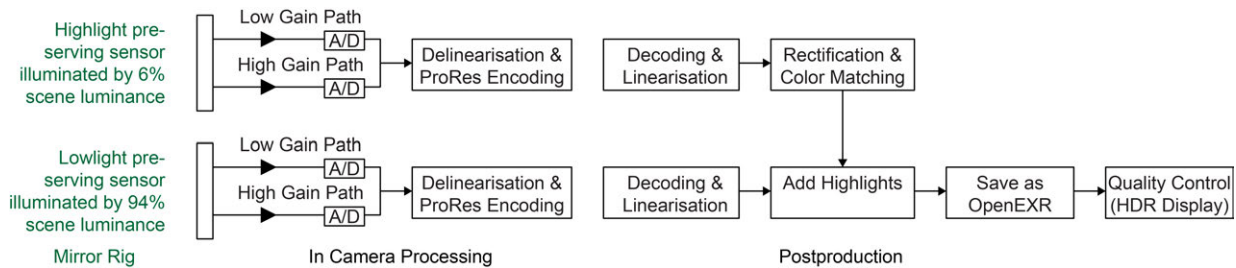 Highlight pre-
serving sensor
illuminated by 6%
scene luminance
Low Gain Path
A/D
High Gain Path
A/D
Delinearisation &
ProRes Encoding
Decoding &
Linearisation
Rectification &
Color Matching
Lowlight pre-
serving sensor
illuminated by 94%
scene luminance
Low Gain Path
A/D
High Gain Path
A/D
Delinearisation &
ProRes Encoding
Decoding &
Linearisation
Add Highlights
Save as
OpenEXR
Quality Control
(HDR Display)
Mirror Rig
In Camera Processing
Postproduction